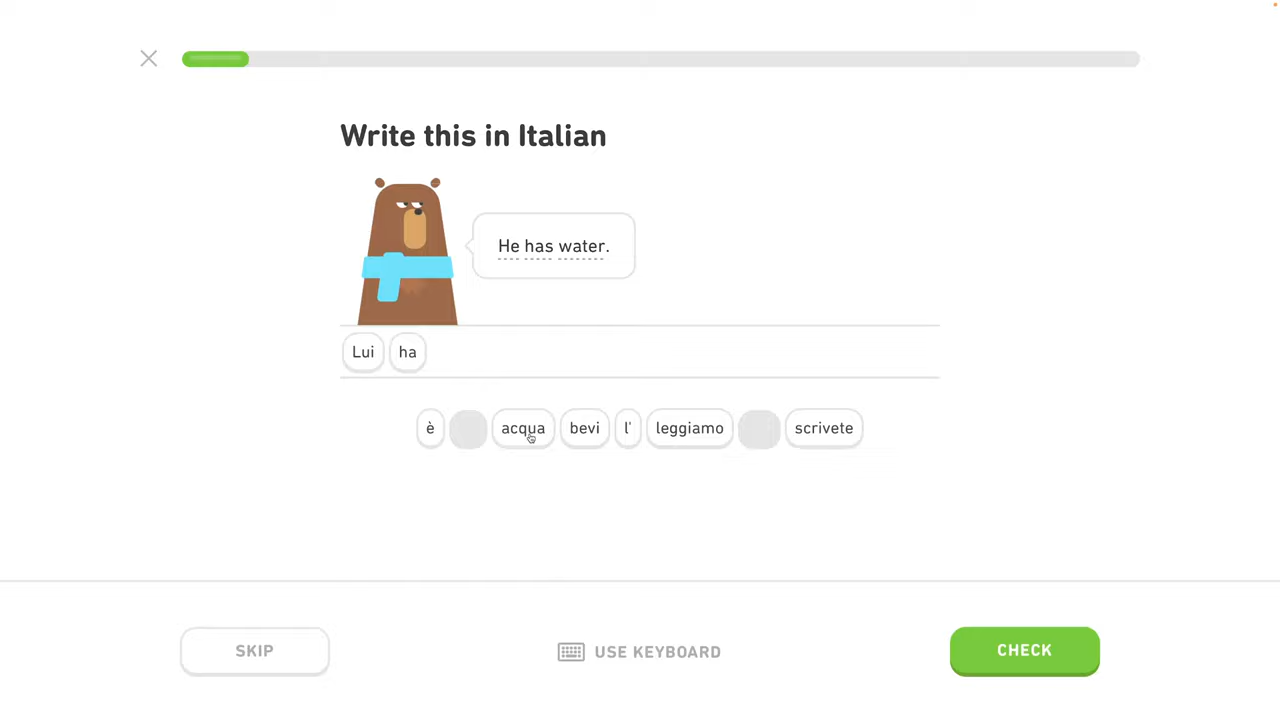 Write this in Italian
He has water.
Lui ha
è acqua bevi l' leggiamo scrivete
SKIP USE KEYBOARD CHECK